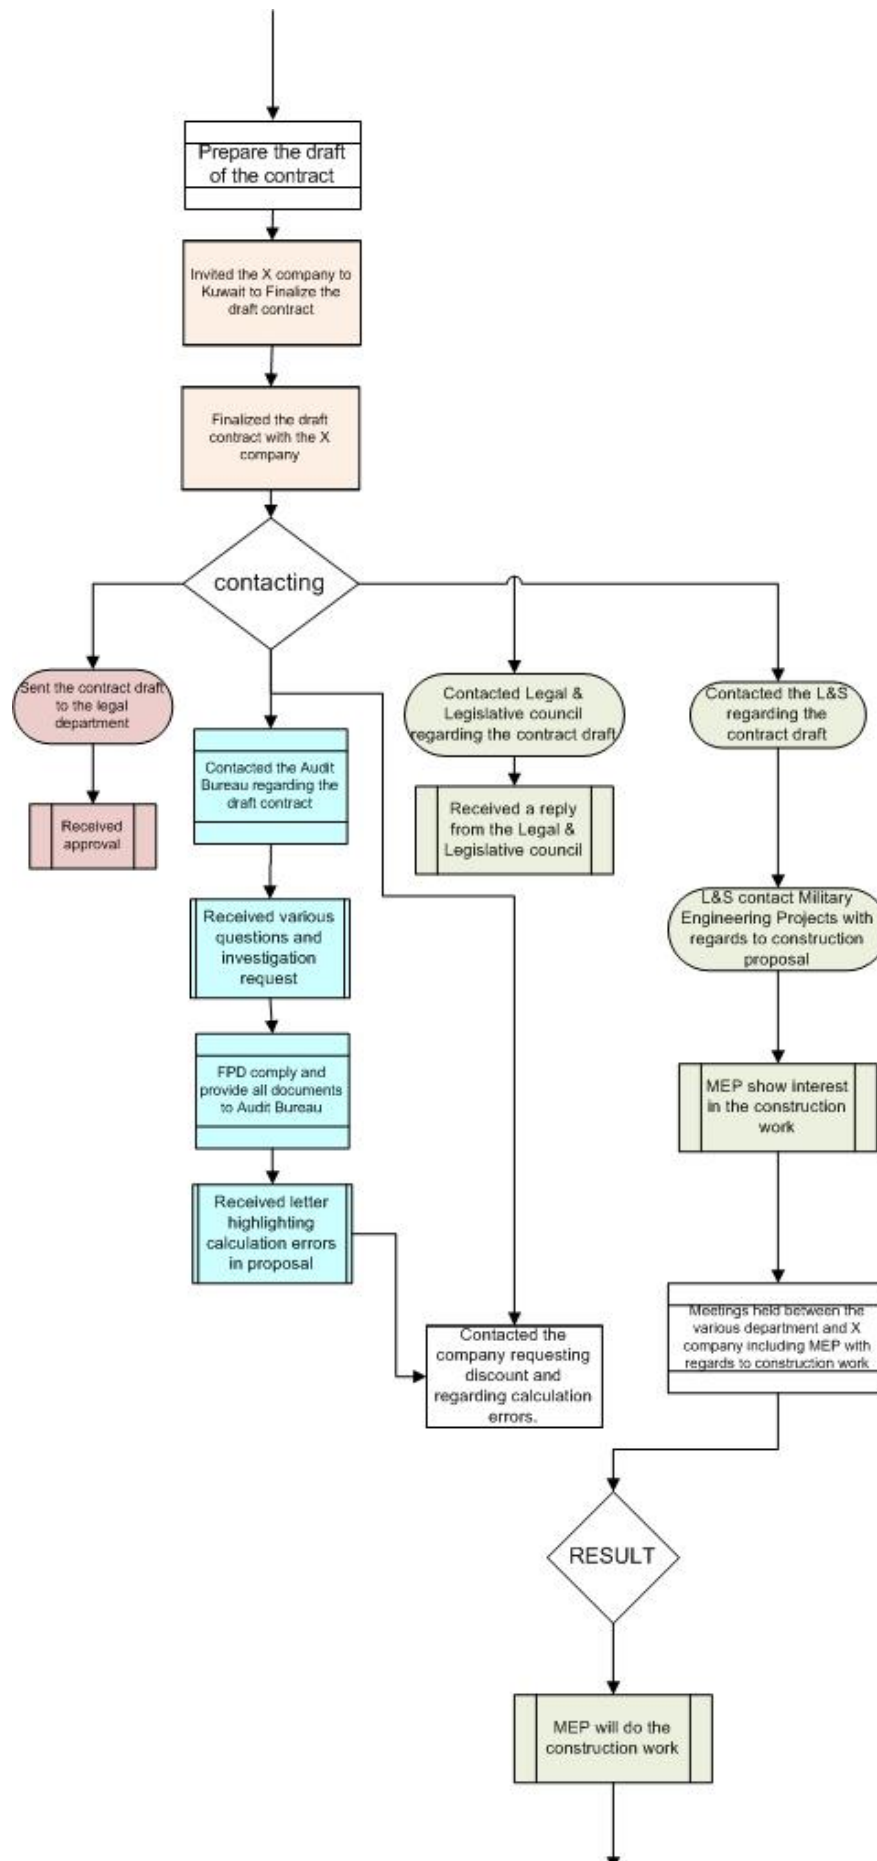 Prepare the draft
of the contract
Invited the X company to
Kuwait to Finalize the
draft contract
Finalized the draft
contract with the X
company
contacting
Sent the contract draft
to the legal
department
Received
approval
Contacted the Audit
Bureau regarding the
draft contract
Received various
questions and
investigation
request
FPD comply and
provide all documents
to Audit Bureau
Received letter
highlighting
calculation errors
in proposal
Contacted the
company requesting
discount and
regarding calculation
errors.
Contacted Legal &
Legislative council
regarding the contract draft
Received a reply
from the Legal &
Legislative council
Contacted the L&S
regarding the
contract draft
L&S contact Military
Engineering Projects with
regards to construction
proposal
MEP show interest
in the construction
work
Meetings held between the
various department and X
company including MEP with
regards to construction work
RESULT
MEP will do the
construction work